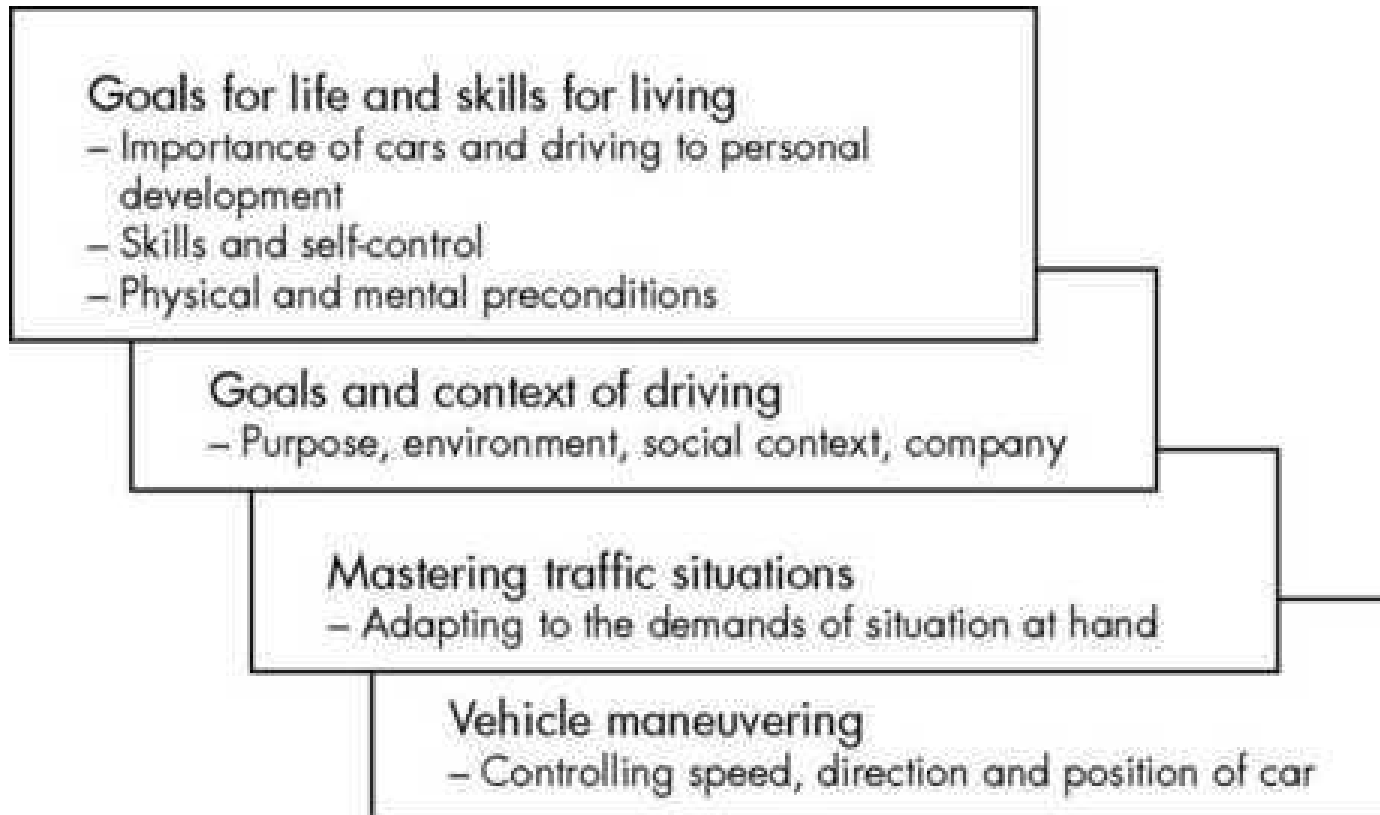 Goals for life and skills for living
– Importance of cars and driving to personal
development
– Skills and self-control
– Physical and mental preconditions
Goals and context of driving
– Purpose, environment, social context, company
Mastering traffic situations
– Adapting to the demands of situation at hand
Vehicle maneuvering
– Controlling speed, direction and position of car